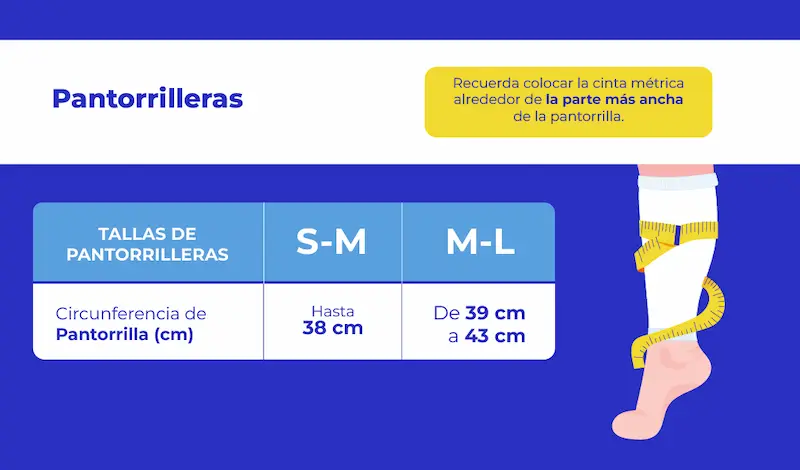 Pantorrilleras
Recuerda colocar la cinta métrica
alrededor de la parte más ancha
de la pantorrilla.
TALLAS DE
PANTORRILLERAS
S-M
M-L
Circunferencia de
Pantorrilla (cm)
Hasta
38 cm
De 39 cm
a 43 cm